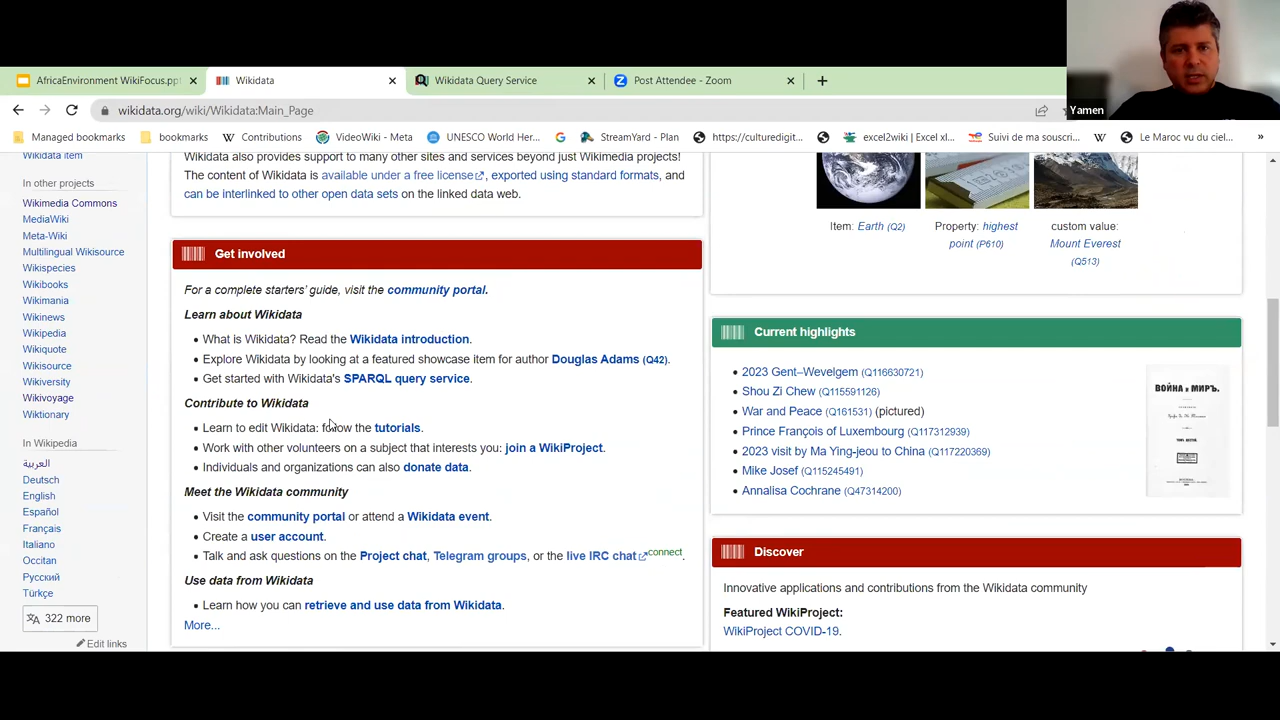 Yamen
AfricaEnvironment WikiFocus.ppt
Wikidata
Wikidata Query Service
Post Attendee - Zoom
wikidata.org/wiki/Wikidata:Main_Page
Managed bookmarks
bookmarks
Contributions
VideoWiki - Meta
UNESCO World Her...
StreamYard - Plan
https://culturedigit...
excel2wiki | Excel xl...
Suivi de ma souscri...
Le Maroc vu du ciel...
»
Wikidata item
In other projects
Wikimedia Commons
MediaWiki
Meta-Wiki
Multilingual Wikisource
Wikispecies
Wikibooks
Wikimania
Wikinews
Wikipedia
Wikiquote
Wikisource
Wikiversity
Wikivoyage
Wiktionary
In Wikipedia
العربية
Deutsch
English
Español
Français
Italiano
Occitan
Русский
Türkçe
322 more
Edit links
Wikidata also provides support to many other sites and services beyond just Wikimedia projects!
The content of Wikidata is available under a free license, exported using standard formats, and
can be interlinked to other open data sets on the linked data web.
Get involved
For a complete starters' guide, visit the community portal.
Learn about Wikidata
• What is Wikidata? Read the Wikidata introduction.
• Explore Wikidata by looking at a featured showcase item for author Douglas Adams (Q42).
• Get started with Wikidata's SPARQL query service.
Contribute to Wikidata
• Learn to edit Wikidata: follow the tutorials.
• Work with other volunteers on a subject that interests you: join a WikiProject.
• Individuals and organizations can also donate data.
Meet the Wikidata community
• Visit the community portal or attend a Wikidata event.
• Create a user account.
• Talk and ask questions on the Project chat, Telegram groups, or the live IRC chat connect.
Use data from Wikidata
• Learn how you can retrieve and use data from Wikidata.
More...
Item: Earth (Q2)
Property: highest
point (P610)
custom value:
Mount Everest
(Q513)
Current highlights
• 2023 Gent–Wevelgem (Q116630721)
• Shou Zi Chew (Q115591126)
• War and Peace (Q161531) (pictured)
• Prince François of Luxembourg (Q117312939)
• 2023 visit by Ma Ying-jeou to China (Q117220369)
• Mike Josef (Q115245491)
• Annalisa Cochrane (Q47314200)
ВОЙНА и МИРЪ.
Discover
Innovative applications and contributions from the Wikidata community
Featured WikiProject:
WikiProject COVID-19.